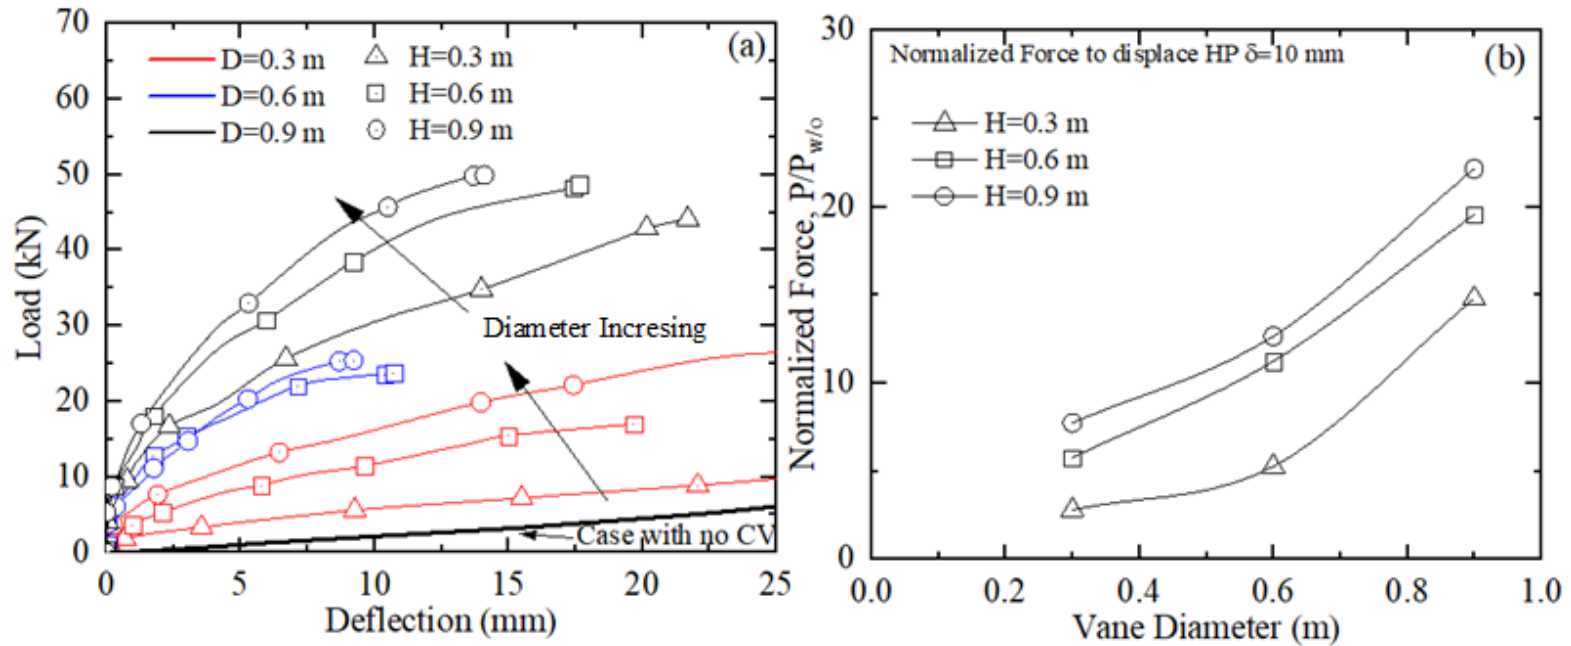 70
60
50
40
30
20
10
0
Load (kN)
(a)
D=0.3 m
H=0.3 m
D=0.6 m
H=0.6 m
D=0.9 m
H=0.9 m
Diameter Incresing
Case with no CV
0 5 10 15 20 25
Deflection (mm)
30
20
10
0
Normalized Force, P/Pw/o
Normalized Force to displace HP δ=10 mm
(b)
H=0.3 m
H=0.6 m
H=0.9 m
0.0 0.2 0.4 0.6 0.8 1.0
Vane Diameter (m)